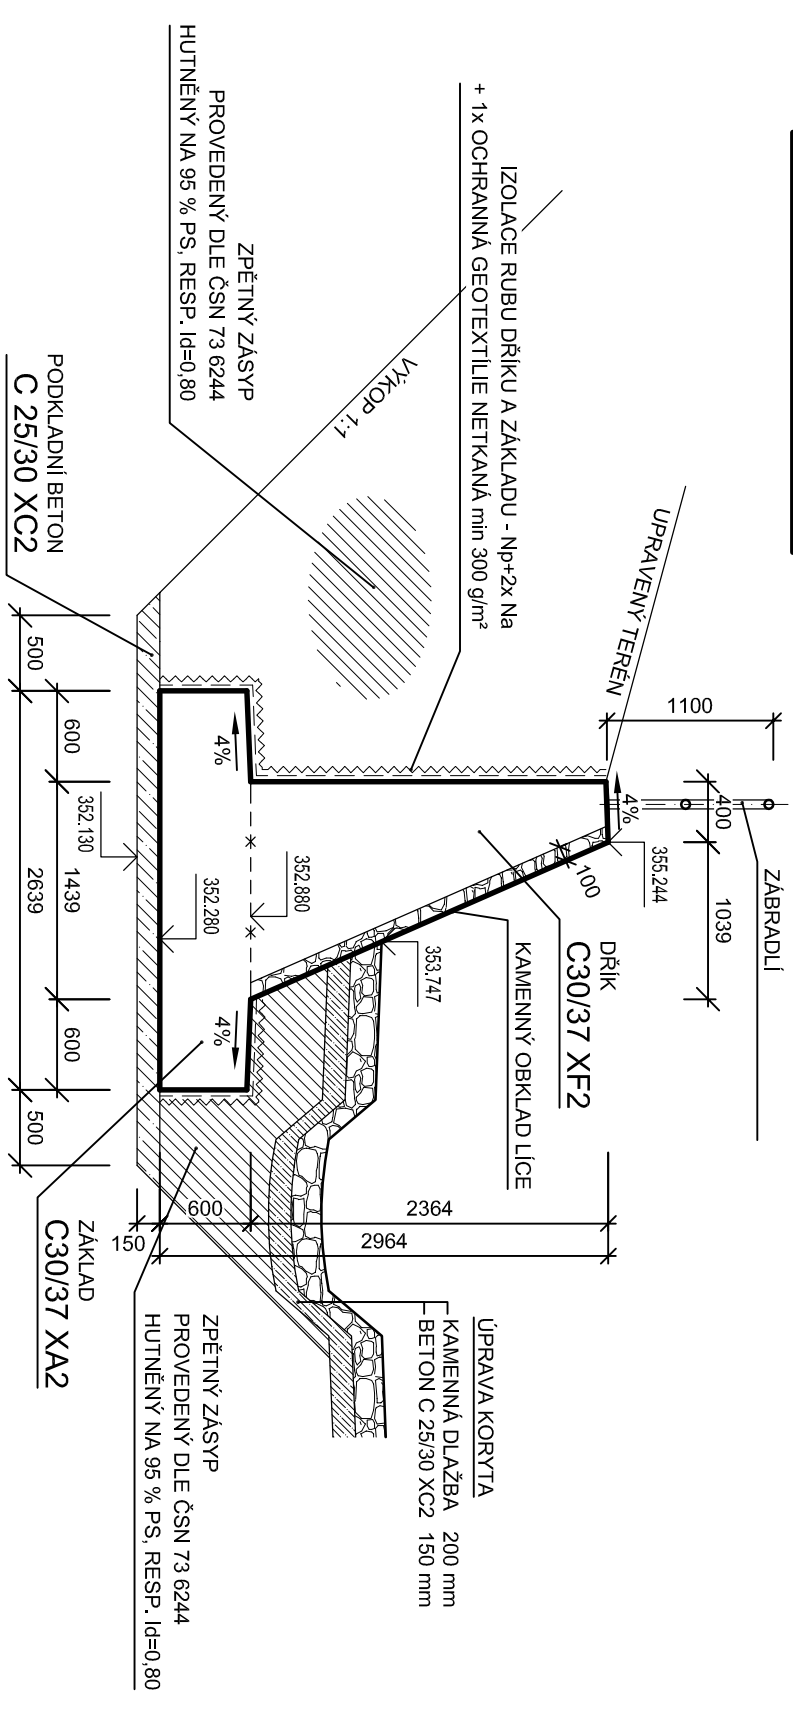 IZOLACE RUBU DŘÍKU A ZÁKLADU - Np+2x Na
+ 1x OCHRANNÁ GEOTEXTÍLIE NETKANÁ min 300 g/m²
ZPĚTNÝ ZÁSYP
PROVEDENÝ DLE ČSN 73 6244
HUTNĚNÝ NA 95 % PS, RESP. Id=0,80
VÝKOP 1:1
PODKLADNÍ BETON
C 25/30 XC2
UPRAVENÝ TERÉN
1100
ZÁBRADLÍ
400
1039
4%
355.244
100
DŘÍK
C30/37 XF2
KAMENNÝ OBKLAD LÍCE
353.747
352.880
352.280
352.130
4%
4%
500
600
1439
600
500
2639
2364
600
2964
150
ÚPRAVA KORYTA
KAMENNÁ DLAŽBA 200 mm
BETON C 25/30 XC2 150 mm
ZÁKLAD
C30/37 XA2
ZPĚTNÝ ZÁSYP
PROVEDENÝ DLE ČSN 73 6244
HUTNĚNÝ NA 95 % PS, RESP. Id=0,80